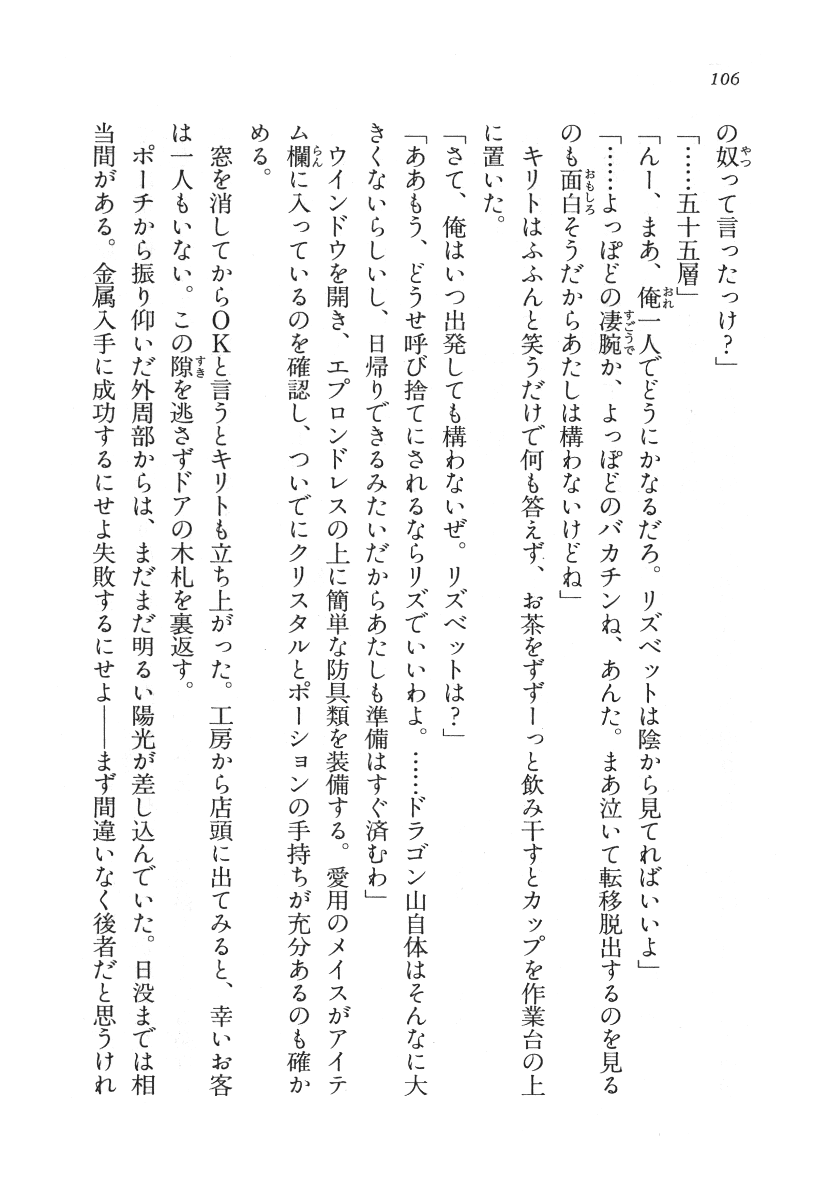 106
の奴って言ったっけ？」
「……五十五層」
「んー、まあ、俺一人でどうにかなるだろ。リズベットは陰から見てればいいよ」
「……よっぽどの凄腕か、よっぽどのバカチンね、あんた。まあ泣いて転移脱出するのを見る
のも面白そうだからあたしは構わないけどね」
　キリトはふふんと笑うだけで何も答えず、お茶をずずーっと飲み干すとカップを作業台の上
に置いた。
「さて、俺はいつ出発しても構わないぜ。リズベットは？」
「ああもう、どうせ呼び捨てにされるならリズでいいわよ。……ドラゴン山自体はそんなに大
きくないらしいし、日帰りできるみたいだからあたしも準備はすぐ済むわ」
　ウインドウを開き、エプロンドレスの上に簡単な防具類を装備する。愛用のメイスがアイテ
ム欄に入っているのを確認し、ついでにクリスタルとポーションの手持ちが充分あるのも確か
める。
　窓を消してからＯＫと言うとキリトも立ち上がった。工房から店頭に出てみると、幸いお客
は一人もいない。この隙を逃さずドアの木札を裏返す。
　ポーチから振り仰いだ外周部からは、まだまだ明るい陽光が差し込んでいた。日没までは相
当間がある。金属入手に成功するにせよ失敗するにせよ――まず間違いなく後者だと思うけれ